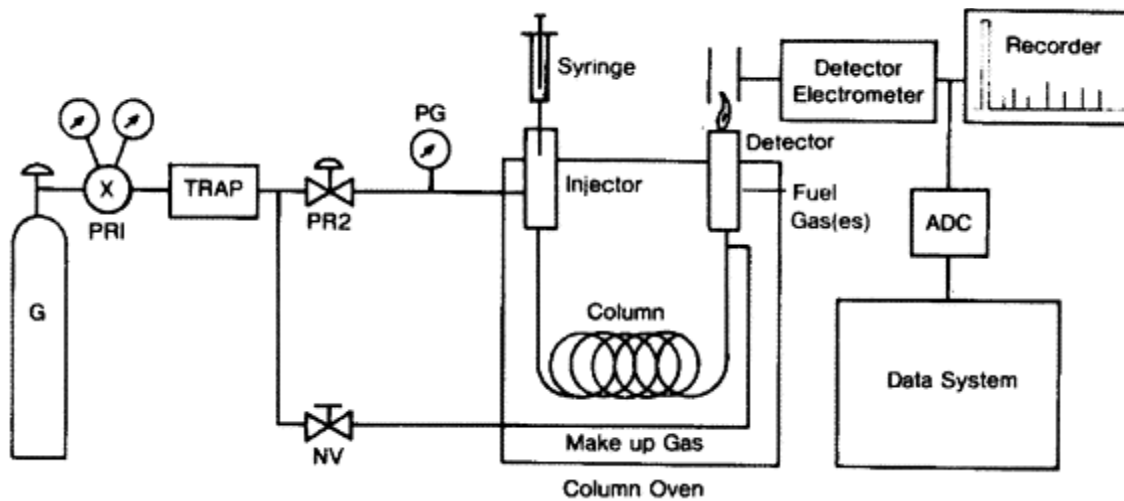 Syringe
Detector
Electrometer
Recorder
PG
Detector
X
TRAP
Injector
Fuel
Gas(es)
PR1
PR2
ADC
G
Column
Data System
NV
Make up Gas
Column Oven